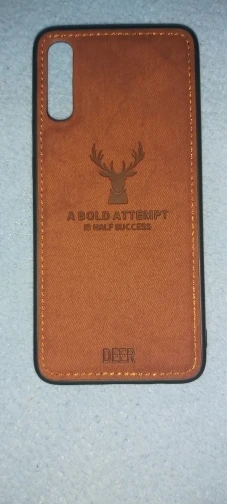 A BOLD ATTEMPT
IS HALF SUCCESS
DEER